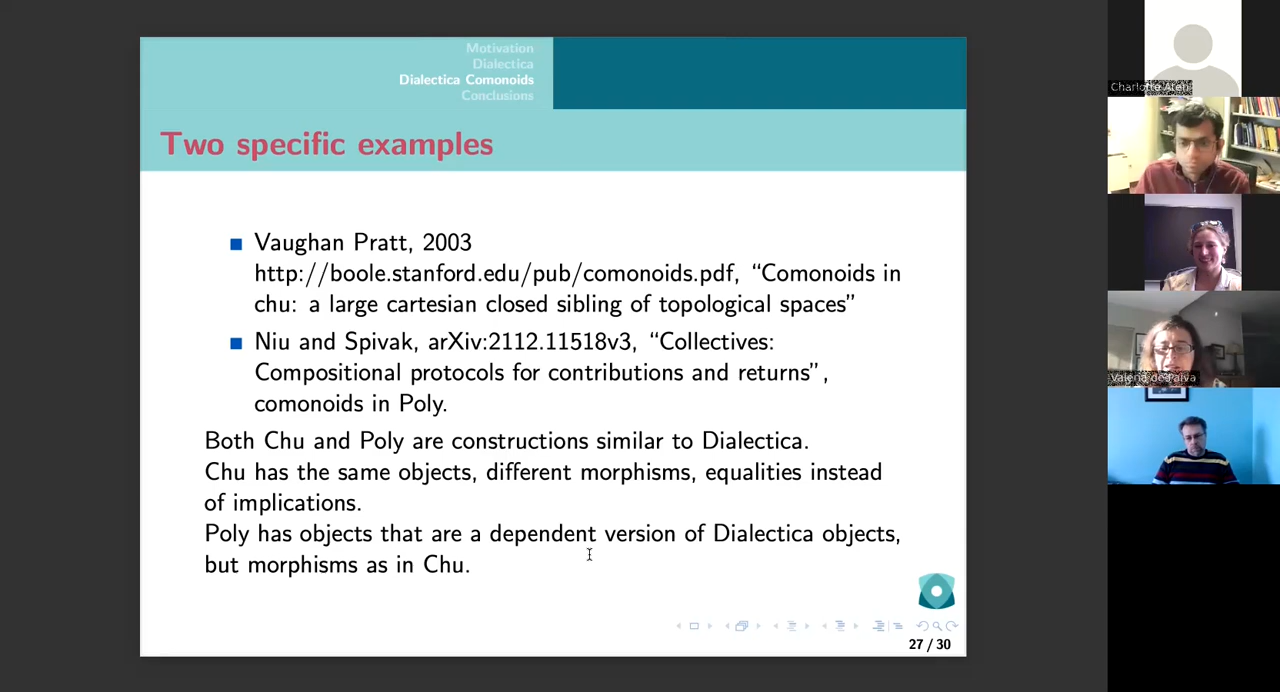 Motivation
Dialectica
Dialectica Comonoids
Conclusions
Two specific examples
Vaughan Pratt, 2003
http://boole.stanford.edu/pub/comonoids.pdf, “Comonoids in
chu: a large cartesian closed sibling of topological spaces”
Niu and Spivak, arXiv:2112.11518v3, “Collectives:
Compositional protocols for contributions and returns”,
comonoids in Poly.
Both Chu and Poly are constructions similar to Dialectica.
Chu has the same objects, different morphisms, equalities instead
of implications.
Poly has objects that are a dependent version of Dialectica objects,
but morphisms as in Chu.
27 / 30
Charlotte
Valeria de Paiva